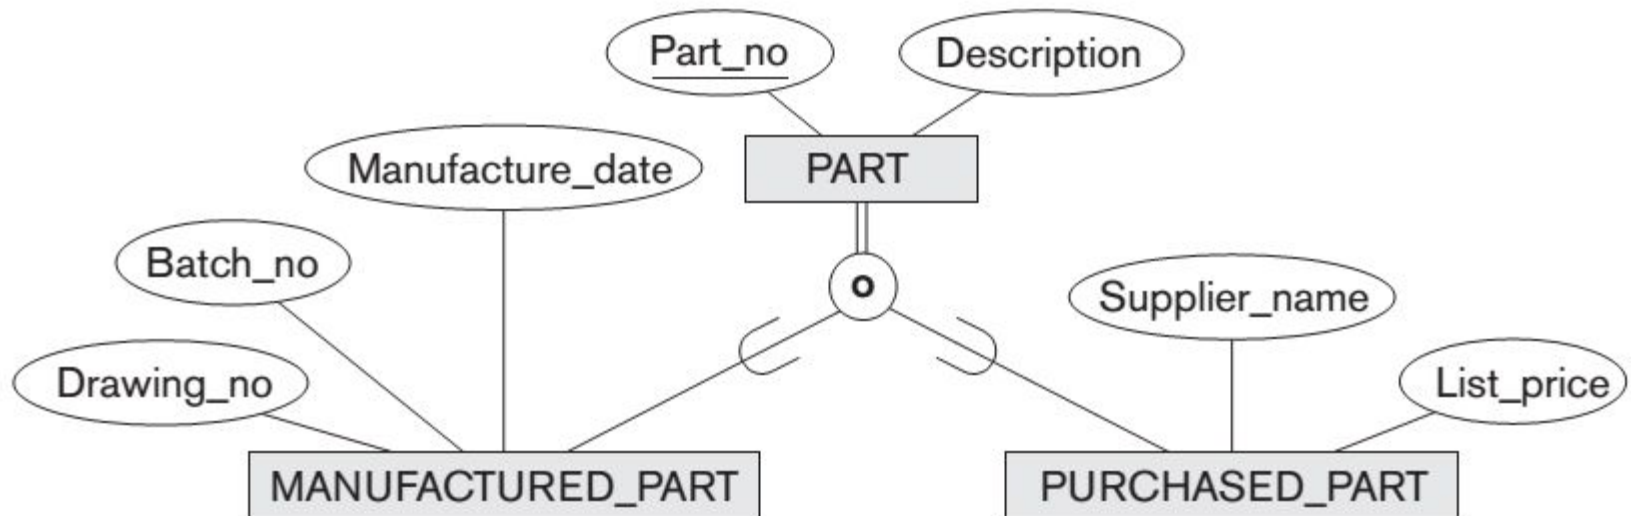 Part_no
Description
Manufacture_date
PART
Batch_no
o
Supplier_name
Drawing_no
List_price
MANUFACTURED_PART
PURCHASED_PART